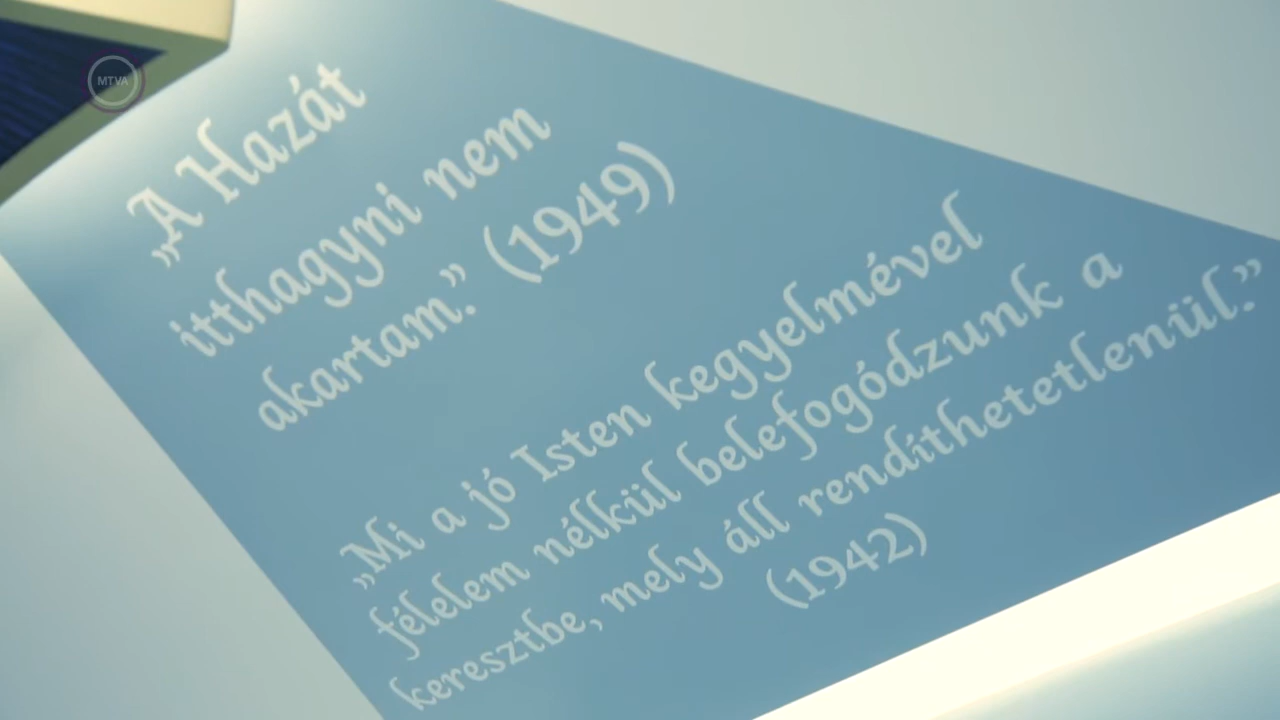 MTVA
„A Hazát
itthagyni nem
akartam.” (1949)
„Mi a jó Isten kegyelmével
félelem nélkül belefogódzunk a
keresztbe, mely áll rendíthetetlenül.”
(1942)